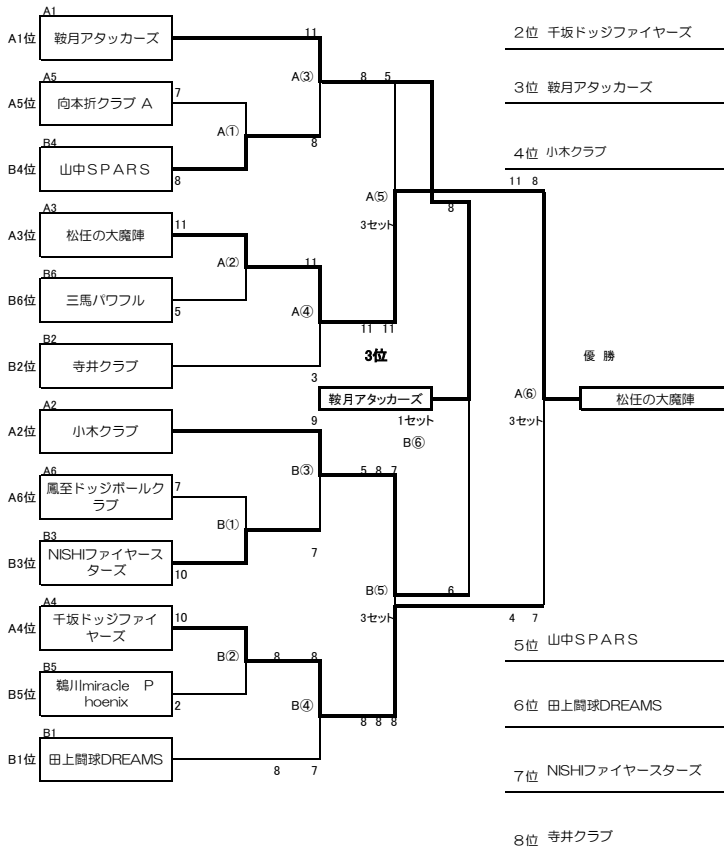 A1
A1位 鞍月アタッカーズ 11
A③ 8 5
A5
A5位 向本折クラブ A 7
A①
B4
B4位 山中SPARS 8
8
A⑤
3セット
11 8
A3
A3位 松任の大魔陣 11
A② 11
B6
B6位 三馬パワフル 5
A④
11 11
B2
B2位 寺井クラブ
3
3位
鞍月アタッカーズ
1セット
B⑥
8
6
優 勝
A⑥
3セット
松任の大魔陣
A2
A2位 小木クラブ 9
B③ 5 8 7
A6
A6位 鳳至ドッジボールク
ラブ
7
B①
B3
B3位 NISHIファイヤース
ターズ
10
7
B⑤
3セット
4 7
A4
A4位 千坂ドッジファイ
ヤーズ
10
B② 8 8
B5
B5位 鵜川miracle P
hoenix
2
B④
8 8 8
B1
B1位 田上闘球DREAMS
8 7
2位 千坂ドッジファイヤーズ
3位 鞍月アタッカーズ
4位 小木クラブ
5位 山中SPARS
6位 田上闘球DREAMS
7位 NISHIファイヤースターズ
8位 寺井クラブ